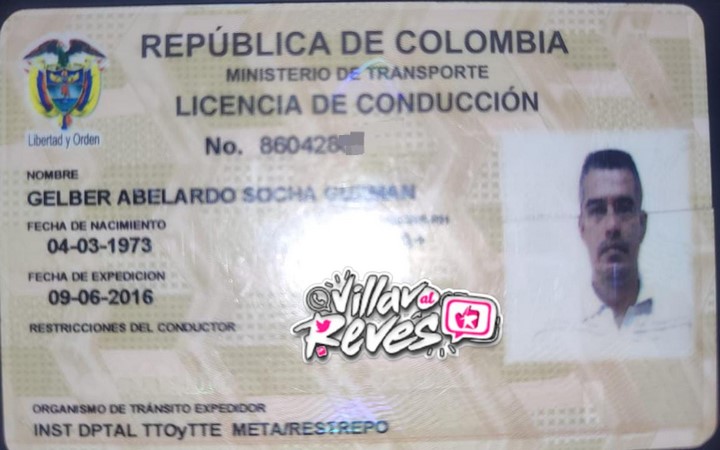 REPÚBLICA DE COLOMBIA
MINISTERIO DE TRANSPORTE
LICENCIA DE CONDUCCIÓN
Libertad y Orden
No. 860428
NOMBRE
GELBER ABELARDO SOCHA GUZMAN
FECHA DE NACIMIENTO
04-03-1973
FECHA DE EXPEDICION
09-06-2016
Villavo al Revés
RESTRICCIONES DEL CONDUCTOR
ORGANISMO DE TRÁNSITO EXPEDIDOR
INST DPTAL TTOyTTE META/RESTREPO